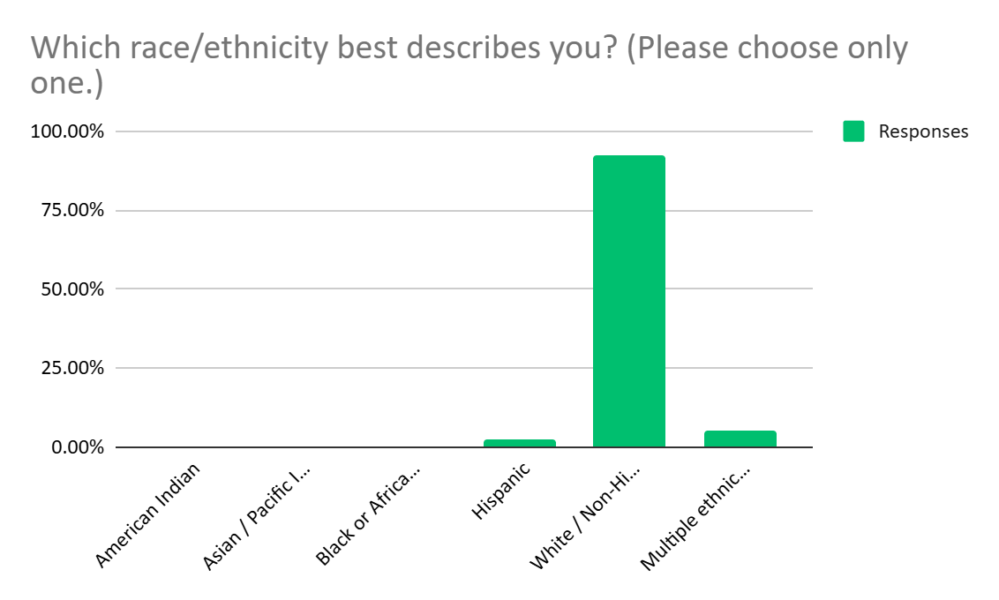 Which race/ethnicity best describes you? (Please choose only
one.)
100.00%
Responses
75.00%
50.00%
25.00%
0.00%
American Indian
Asian / Pacific I...
Black or Africa...
Hispanic
White / Non-Hi...
Multiple ethnic...